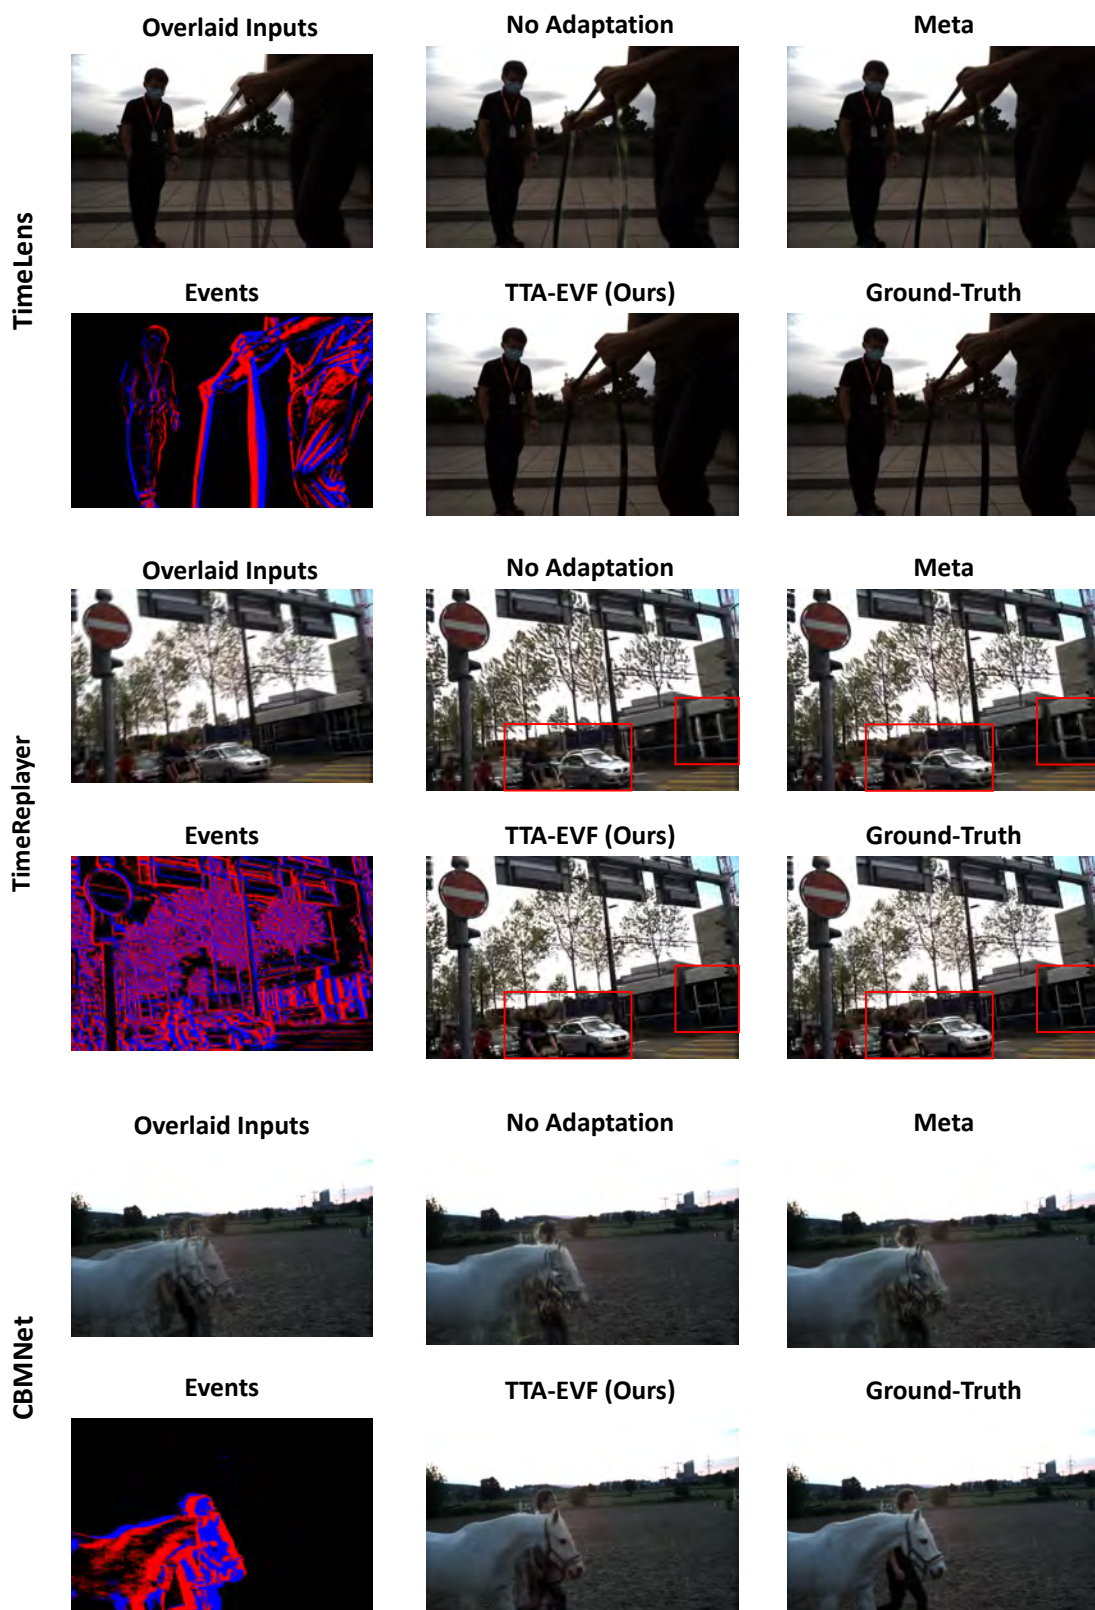 Overlaid Inputs
No Adaptation
Meta
TimeLens
Events
TTA-EVF (Ours)
Ground-Truth
Overlaid Inputs
No Adaptation
Meta
TimeReplayer
Events
TTA-EVF (Ours)
Ground-Truth
Overlaid Inputs
No Adaptation
Meta
CBMNet
Events
TTA-EVF (Ours)
Ground-Truth